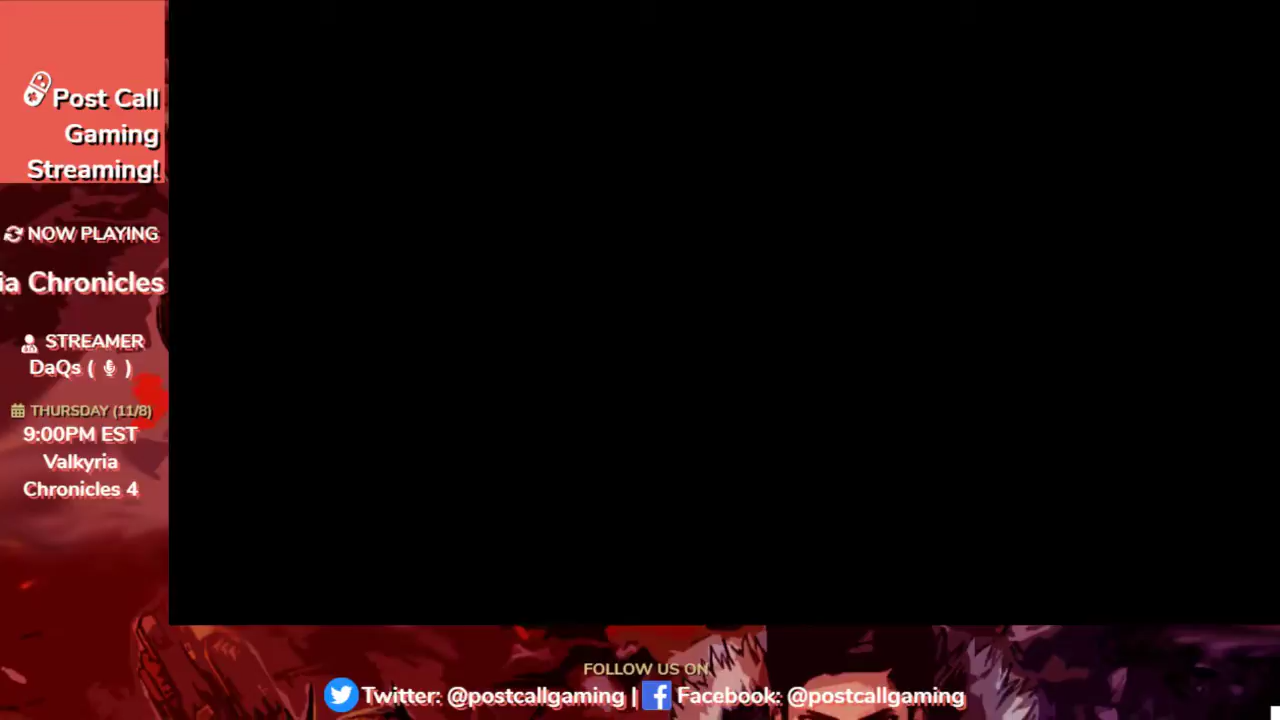 Post Call
Gaming
Streaming!
NOW PLAYING
ia Chronicles
STREAMER
DaQs ( )
THURSDAY (11/8)
9:00PM EST
Valkyria
Chronicles 4
FOLLOW US ON
Twitter: @postcallgaming | Facebook: @postcallgaming